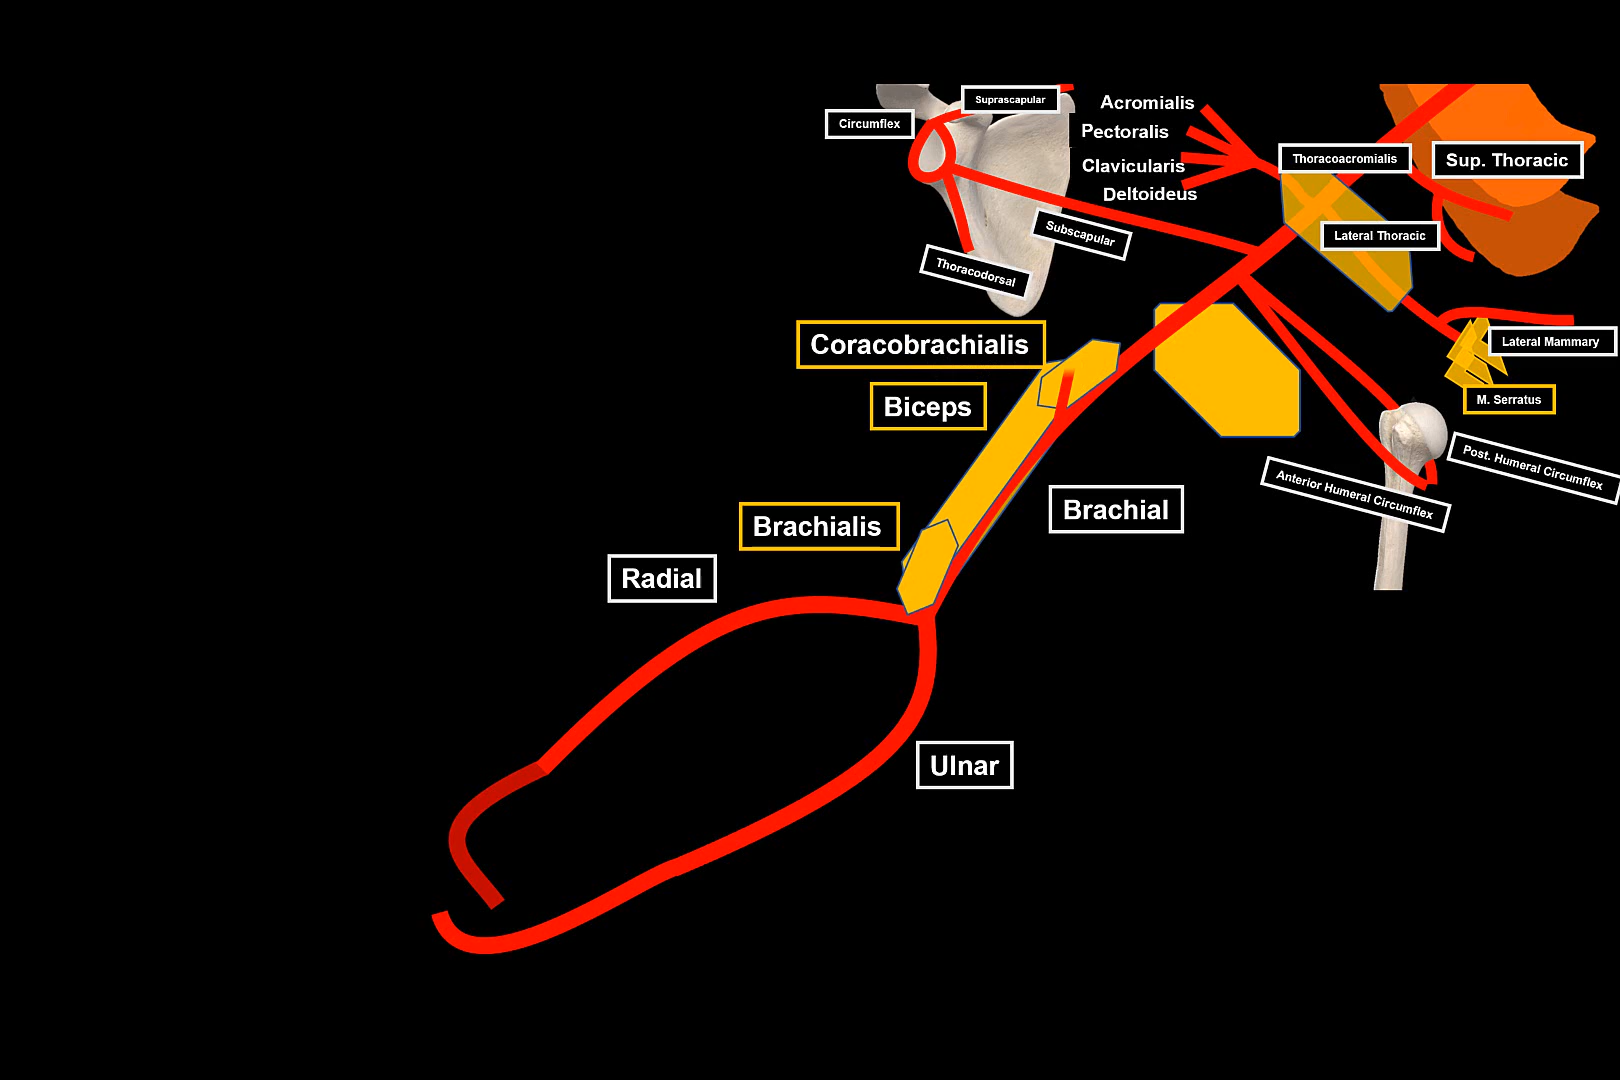 Suprascapular
Circumflex
Acromialis
Pectoralis
Clavicularis
Deltoideus
Thoracoacromialis
Sup. Thoracic
Lateral Thoracic
Subscapular
Thoracodorsal
Coracobrachialis
Biceps
Lateral Mammary
M. Serratus
Post. Humeral Circumflex
Anterior Humeral Circumflex
Brachial
Brachialis
Radial
Ulnar